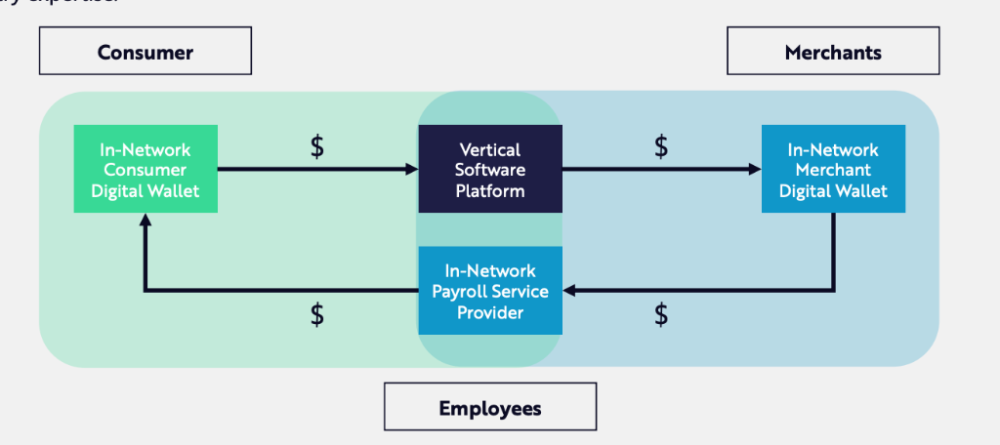 Consumer
Merchants
In-Network
Consumer
Digital Wallet
$
Vertical
Software
Platform
$
In-Network
Merchant
Digital Wallet
In-Network
Payroll Service
Provider
$
$
Employees